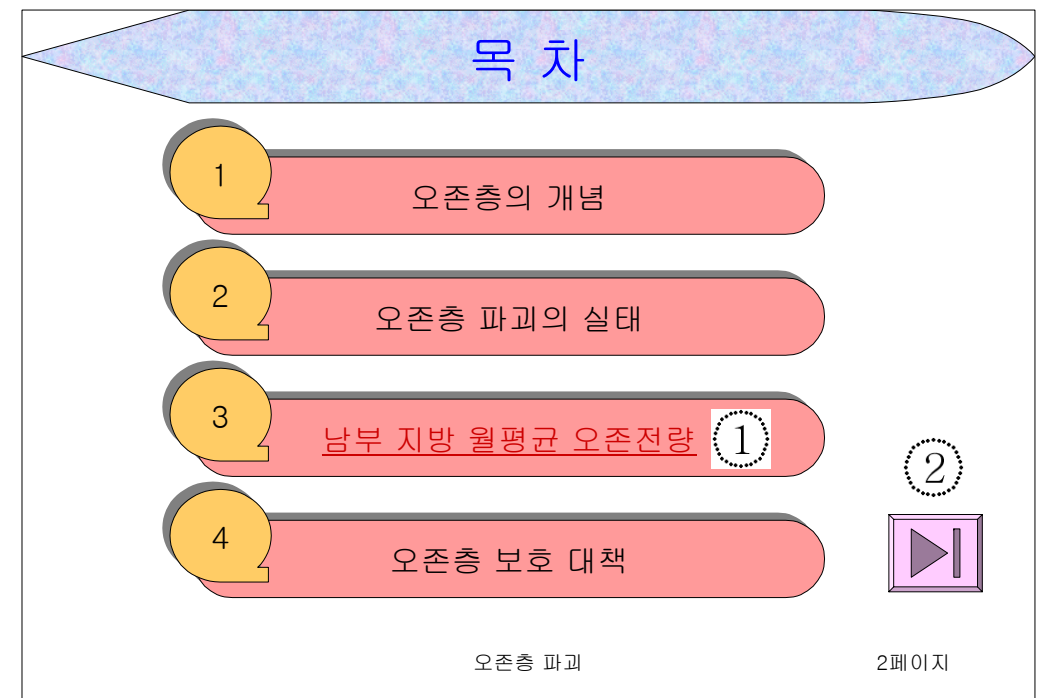 목 차
1
오존층의 개념
2
오존층 파괴의 실태
3
남부 지방 월평균 오존전량 ①
②
4
오존층 보호 대책
오존층 파괴 2페이지